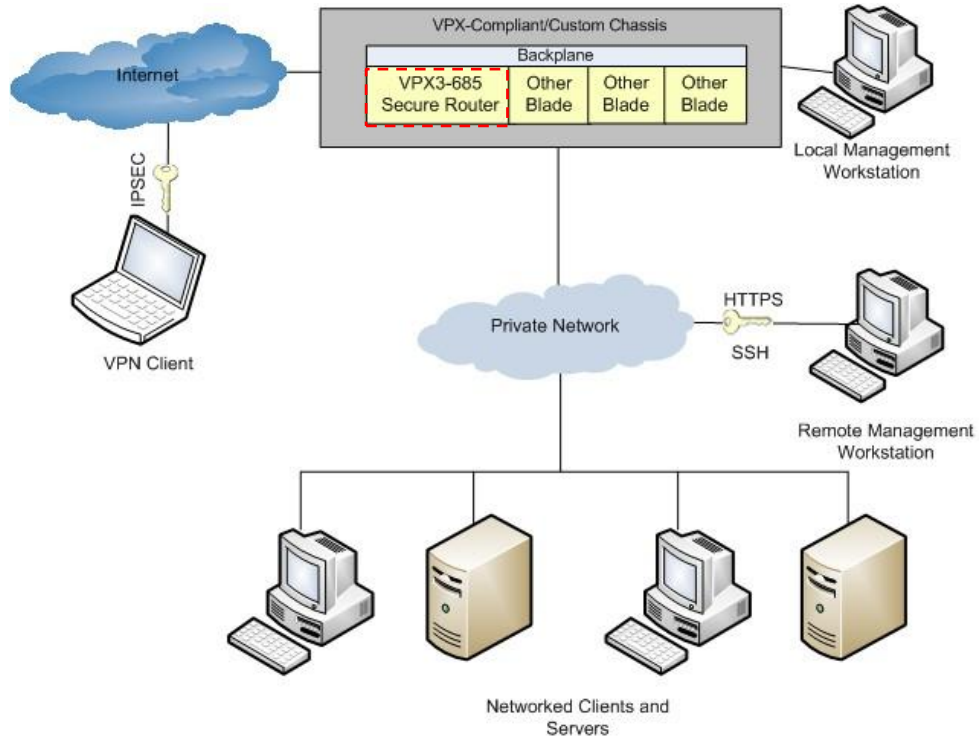 VPX-Compliant/Custom Chassis
Backplane
Internet
VPX3-685
Secure Router
Other
Blade
Other
Blade
Other
Blade
Local Management
Workstation
IPSEC
VPN Client
Private Network
HTTPS
SSH
Remote Management
Workstation
Networked Clients and
Servers